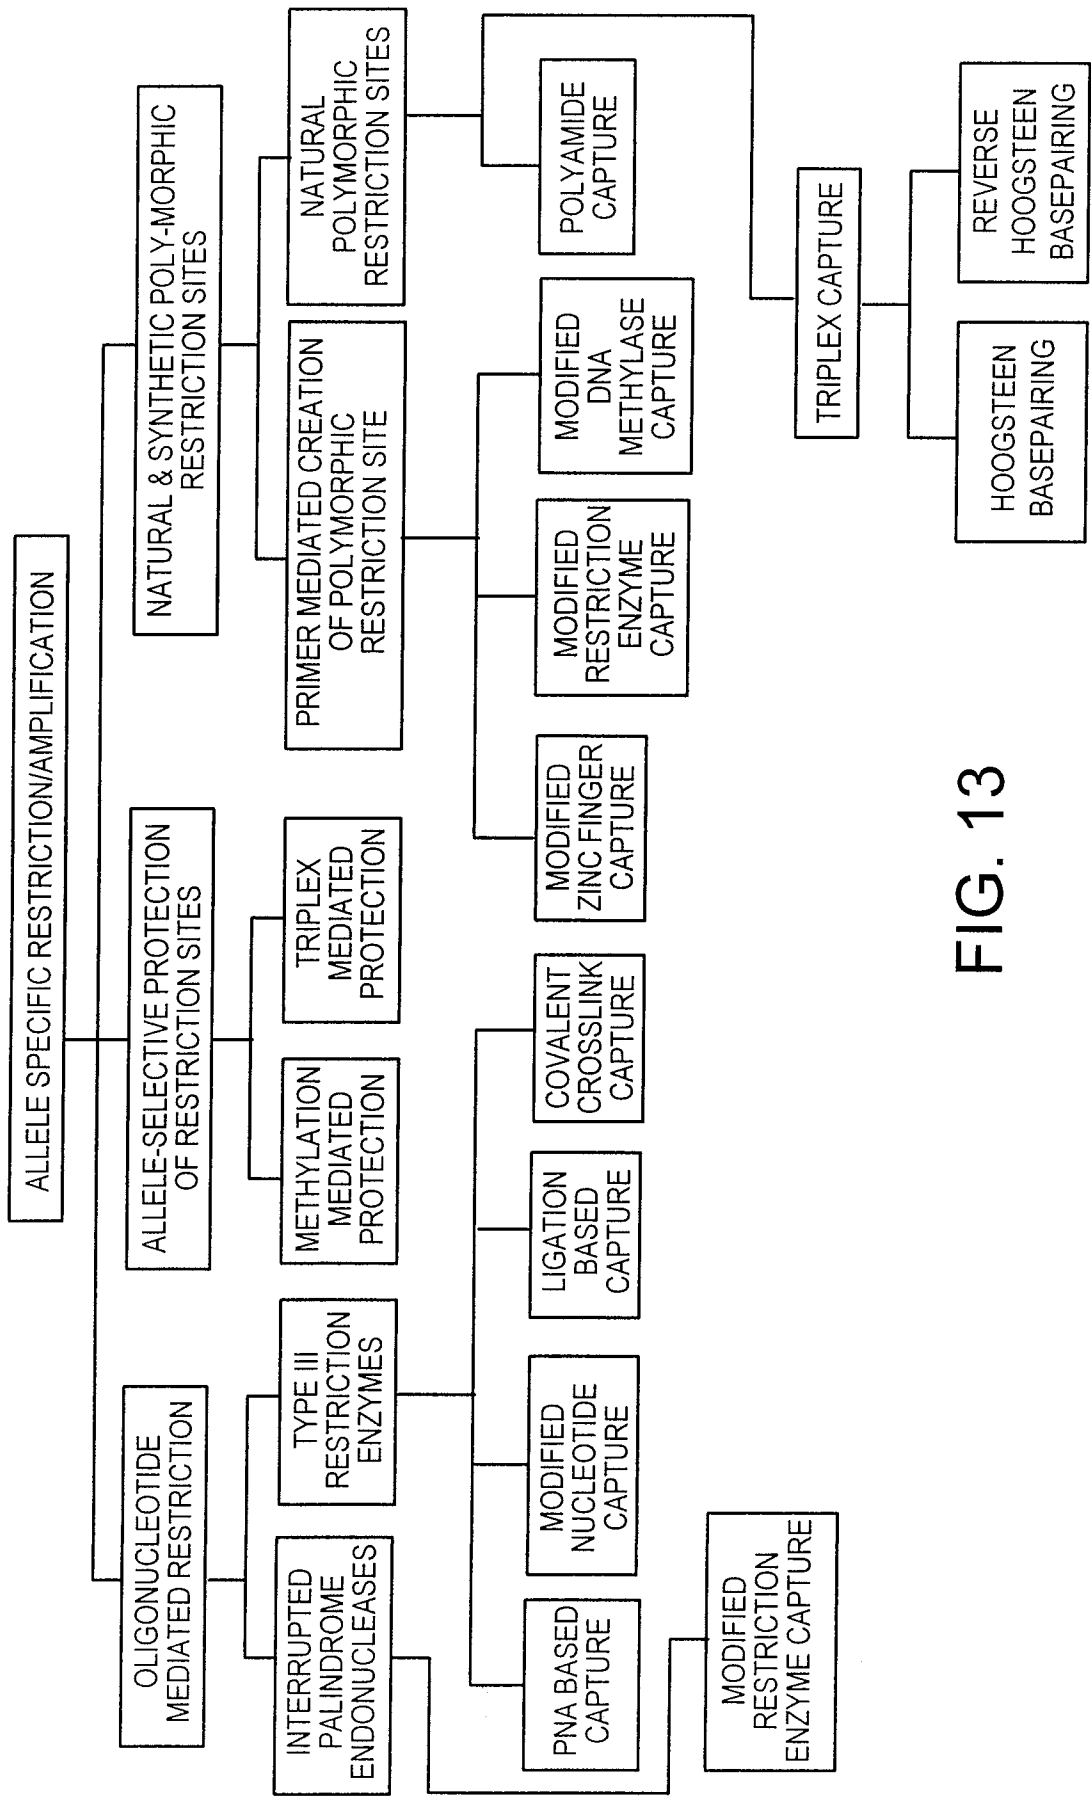 ALLELE SPECIFIC RESTRICTION/AMPLIFICATION
OLIGONUCLEOTIDE
MEDIATED RESTRICTION
ALLELE-SELECTIVE PROTECTION
OF RESTRICTION SITES
NATURAL & SYNTHETIC POLY-MORPHIC
RESTRICTION SITES
INTERRUPTED
PALINDROME
ENDONUCLEASES
TYPE III
RESTRICTION
ENZYMES
METHYLATION
MEDIATED
PROTECTION
TRIPLEX
MEDIATED
PROTECTION
PRIMER MEDIATED CREATION
OF POLYMORPHIC
RESTRICTION SITE
NATURAL
POLYMORPHIC
RESTRICTION SITES
PNA BASED
CAPTURE
MODIFIED
NUCLEOTIDE
CAPTURE
LIGATION
BASED
CAPTURE
COVALENT
CROSSLINK
CAPTURE
MODIFIED
ZINC FINGER
CAPTURE
MODIFIED
RESTRICTION
ENZYME
CAPTURE
MODIFIED
DNA
METHYLASE
CAPTURE
POLYAMIDE
CAPTURE
MODIFIED
RESTRICTION
ENZYME CAPTURE
TRIPLEX CAPTURE
HOOGSTEEN
BASEPAIRING
REVERSE
HOOGSTEEN
BASEPAIRING
FIG. 13